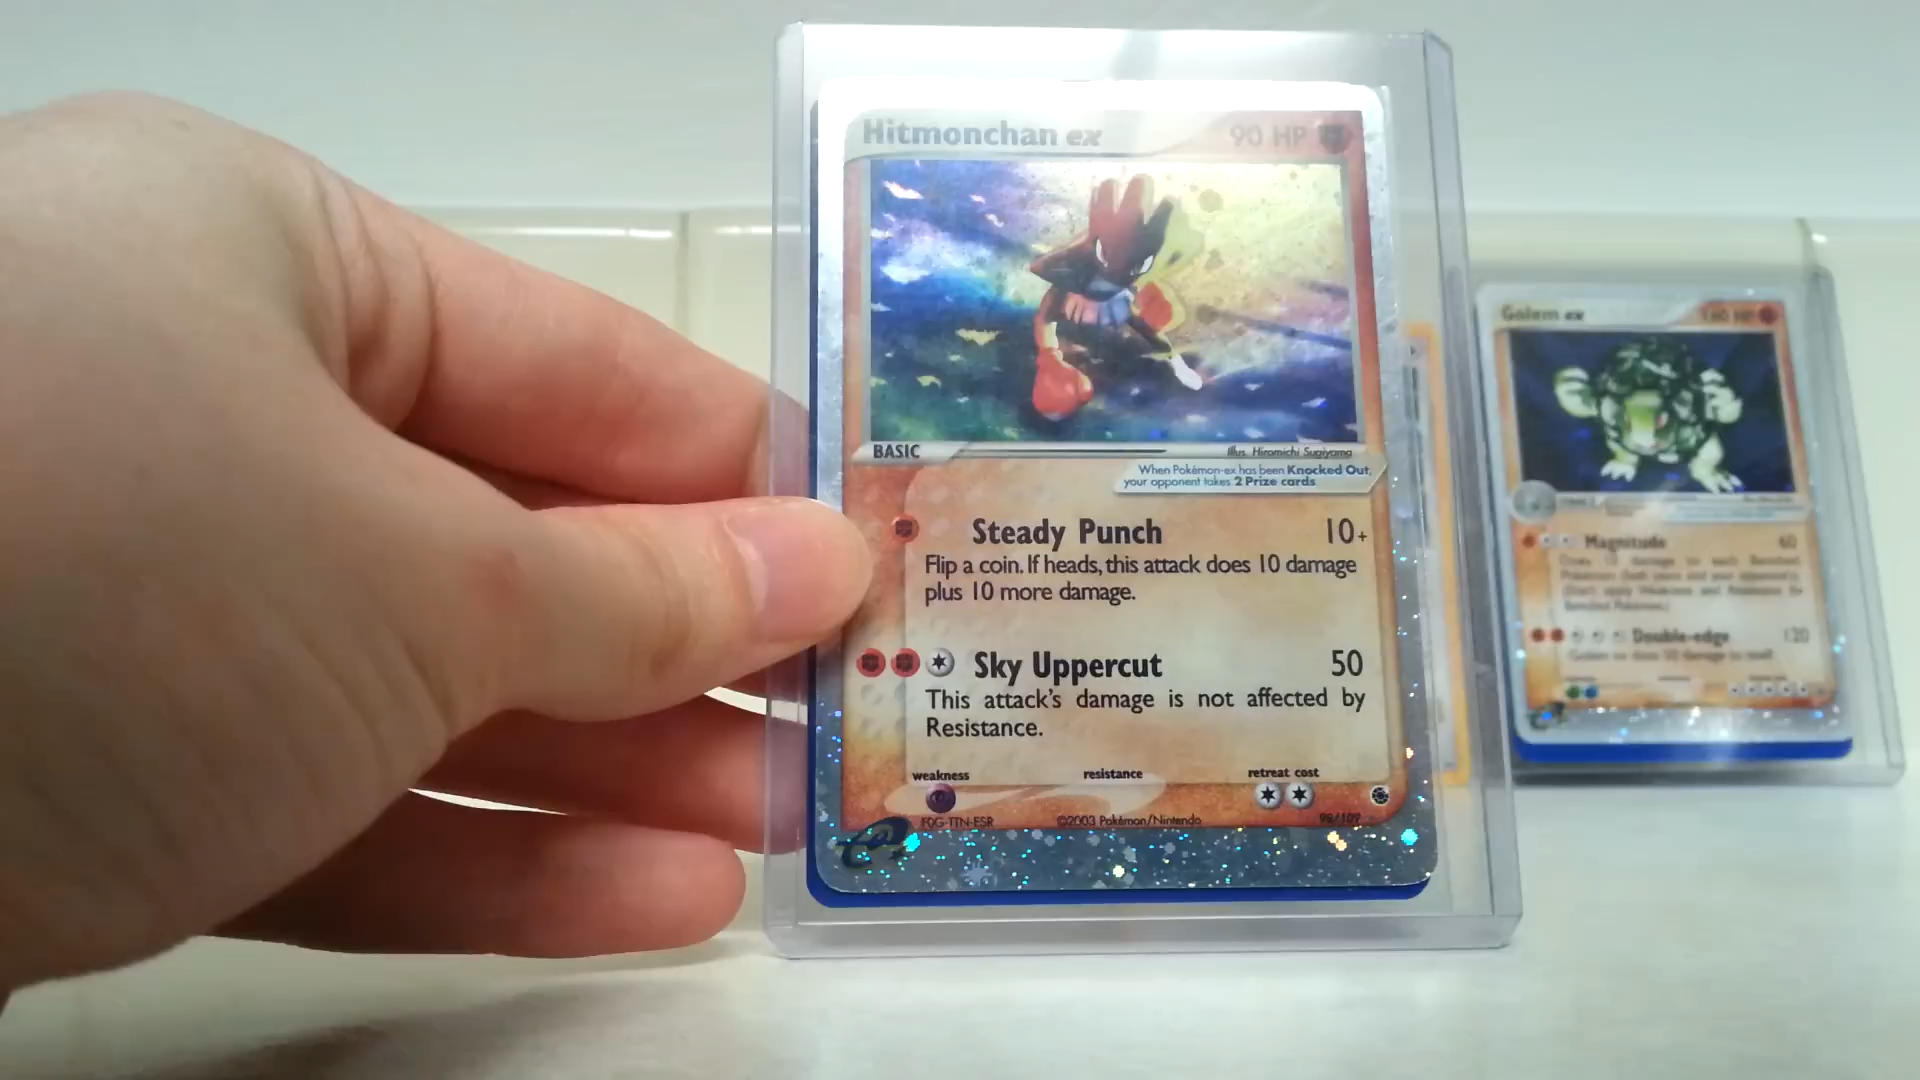 Hitmonchan ex 90 HP
BASIC
Illus. Hiromichi Sugiyama
When Pokémon-ex has been Knocked Out,
your opponent takes 2 Prize cards
Steady Punch 10+
Flip a coin. If heads, this attack does 10 damage
plus 10 more damage.
Sky Uppercut 50
This attack's damage is not affected by
Resistance.
weakness resistance retreat cost
F0G-TTN-ESR ©2003 Pokémon/Nintendo 98/109
Golem ex
Magnitude 60
Double-edge 120